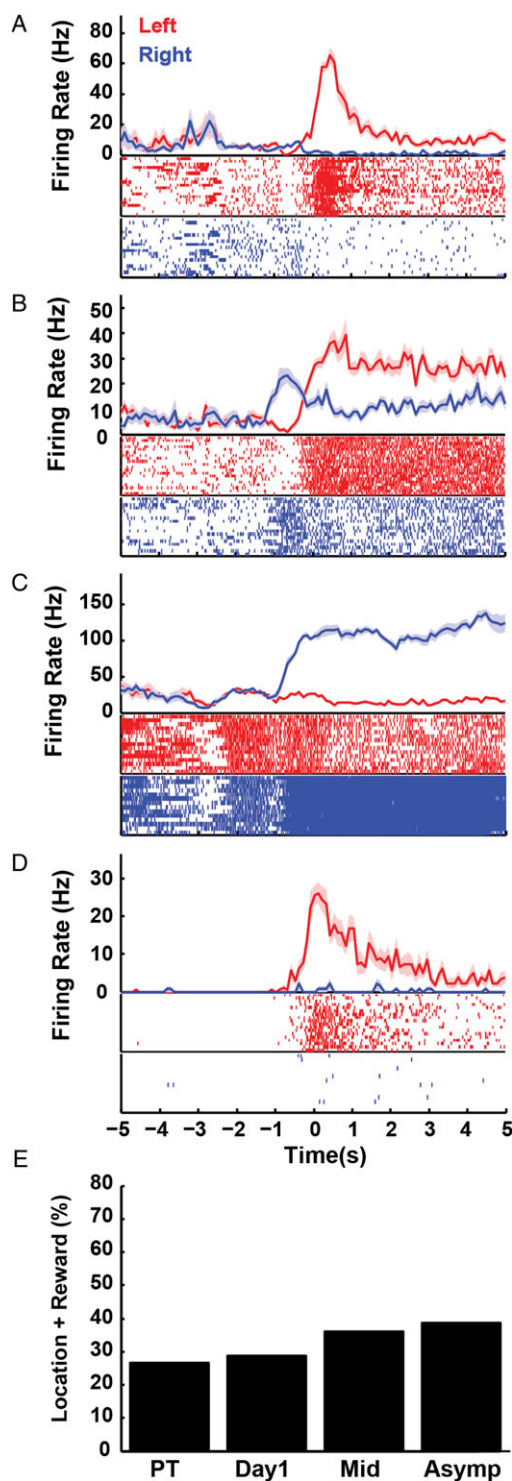 A
Left
Right
Firing Rate (Hz)
80
60
40
20
0
B
Firing Rate (Hz)
50
40
30
20
10
0
C
Firing Rate (Hz)
150
100
50
0
D
Firing Rate (Hz)
30
20
10
0
−5 −4 −3 −2 −1 0 1 2 3 4 5
Time(s)
E
Location + Reward (%)
80
70
60
50
40
30
20
10
0
PT Day1 Mid Asymp